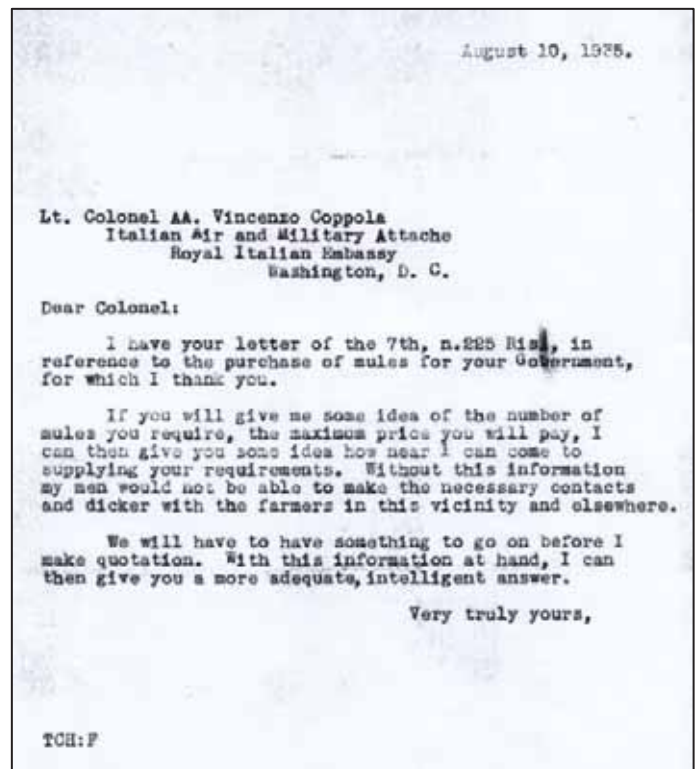 August 10, 1935.
Lt. Colonel AA. Vincenzo Coppola
Italian Air and Military Attache
Royal Italian Embassy
Washington, D. C.
Dear Colonel:
I have your letter of the 7th, n.225 in
reference to the purchase of mules for your Government,
for which I thank you.
If you will give me some idea of the number of
mules you require, the maximum price you will pay, I
can then give you some idea how near I can come to
supplying your requirements. Without this information
my men would not be able to make the necessary contacts
and dicker with the farmers in this vicinity and elsewhere.
We will have to have something to go on before I
make quotation. With this information at hand, I can
then give you a more adequate, intelligent answer.
Very truly yours,
TCH:F